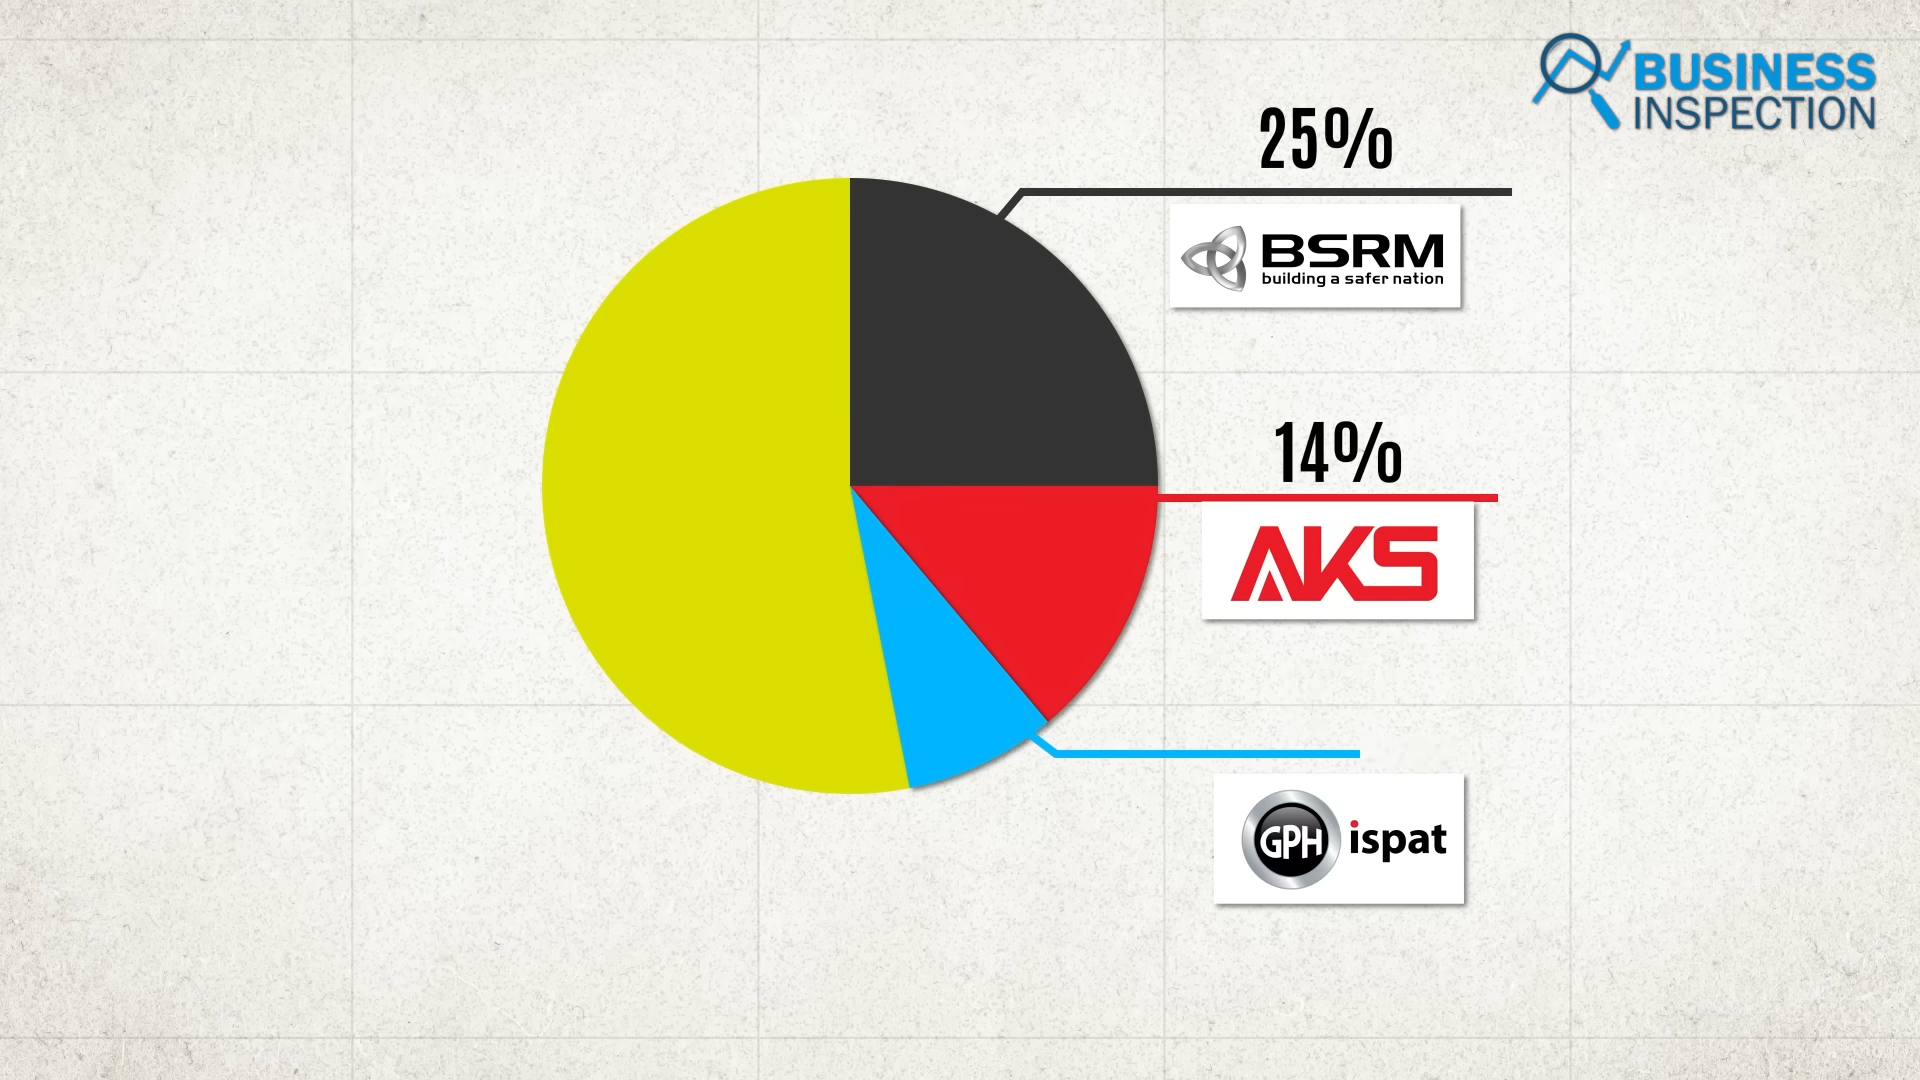 BUSINESS
INSPECTION
25%
BSRM
building a safer nation
14%
AKS
GPH ispat